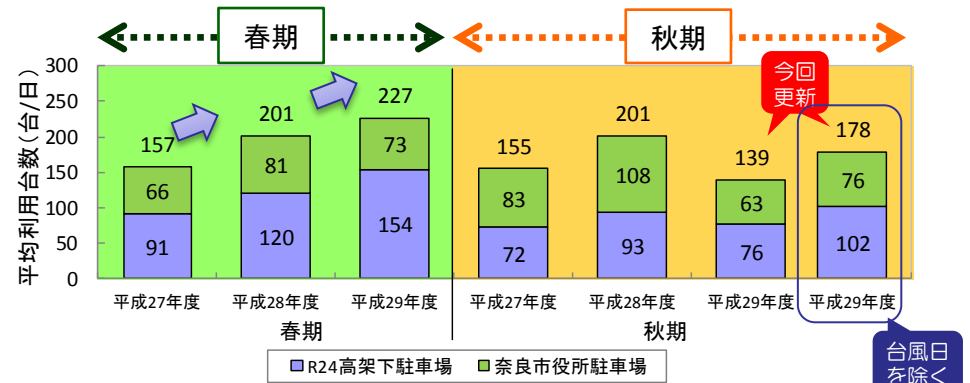 春期
秋期
平均利用台数(台/日)
300
250
200
150
100
50
0
157
66
91
201
81
120
227
73
154
155
83
72
201
108
93
139
63
76
178
76
102
今回
更新
平成27年度
平成28年度
平成29年度
平成27年度
平成28年度
平成29年度
平成29年度
春期
秋期
R24高架下駐車場
奈良市役所駐車場
台風日
を除く